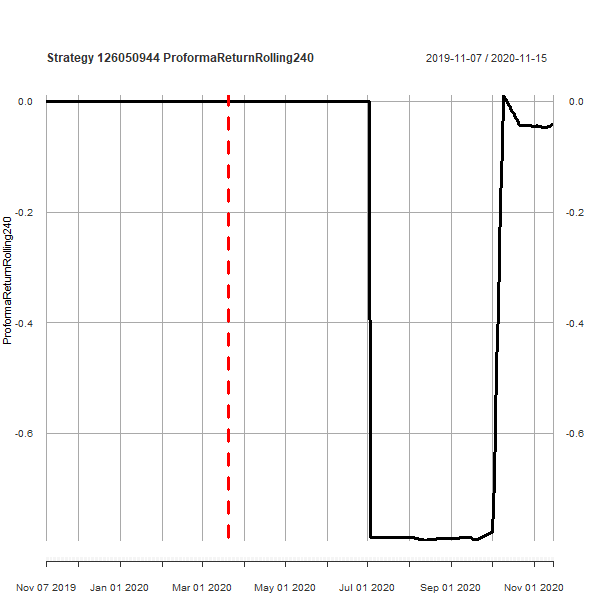 Strategy 126050944 ProformaReturnRolling240
2019-11-07 / 2020-11-15
0.0
0.0
-0.2
-0.2
-0.4
-0.4
-0.6
-0.6
ProformaReturnRolling240
Nov 07 2019
Jan 01 2020
Mar 01 2020
May 01 2020
Jul 01 2020
Sep 01 2020
Nov 01 2020